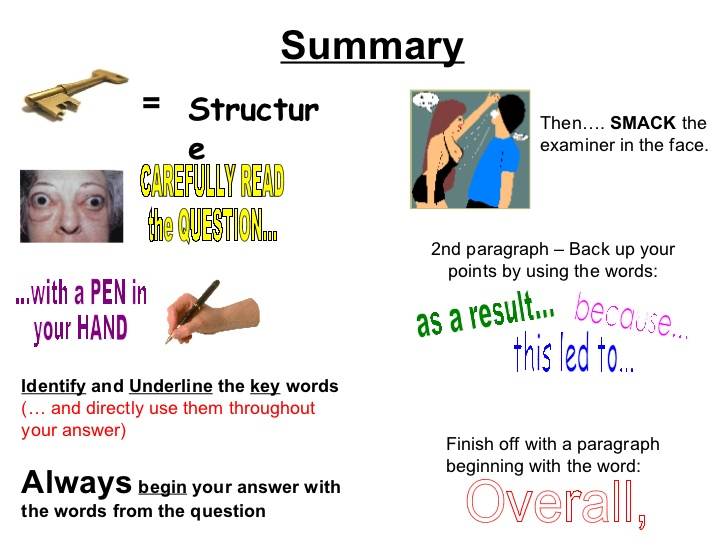 Summary
=
Structur
e
CAREFULLY READ
the QUESTION...
...with a PEN in
your HAND
Identify and Underline the key words
(… and directly use them throughout
your answer)
Always begin your answer with
the words from the question
Then…. SMACK the
examiner in the face.
2nd paragraph – Back up your
points by using the words:
as a result...
because...
this led to...
Finish off with a paragraph
beginning with the word:
Overall,